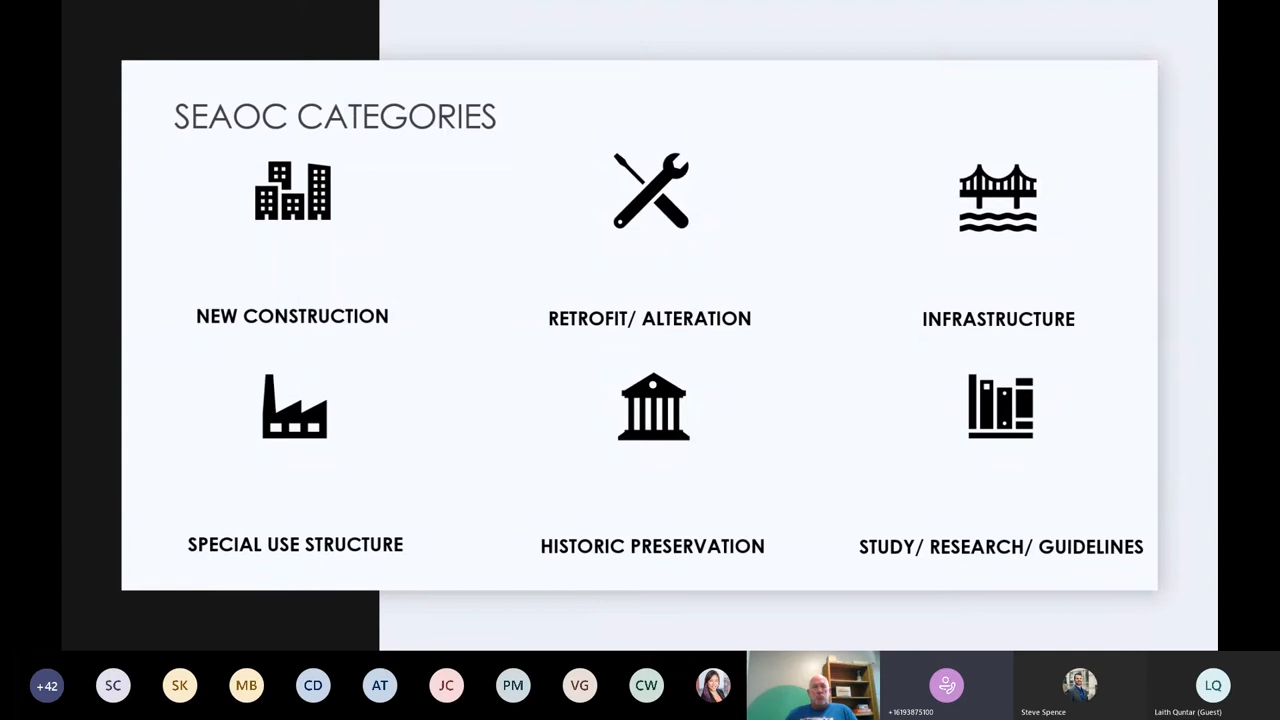 SEAOC CATEGORIES
NEW CONSTRUCTION
RETROFIT/ ALTERATION
INFRASTRUCTURE
SPECIAL USE STRUCTURE
HISTORIC PRESERVATION
STUDY/ RESEARCH/ GUIDELINES
+42
SC
SK
MB
CD
AT
JC
PM
VG
CW
+16193875100
Steve Spence
LQ
Laith Quntar (Guest)